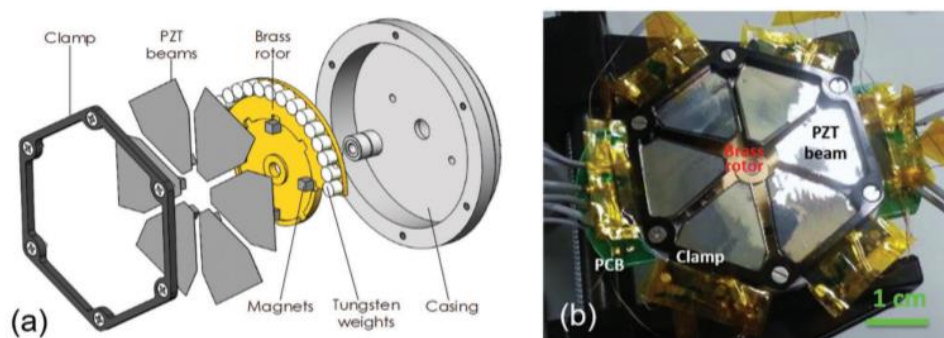 Clamp
PZT
beams
Brass
rotor
Magnets
Tungsten
weights
Casing
(a)
Brass
rotor
PZT
beam
PCB
Clamp
1 cm
(b)